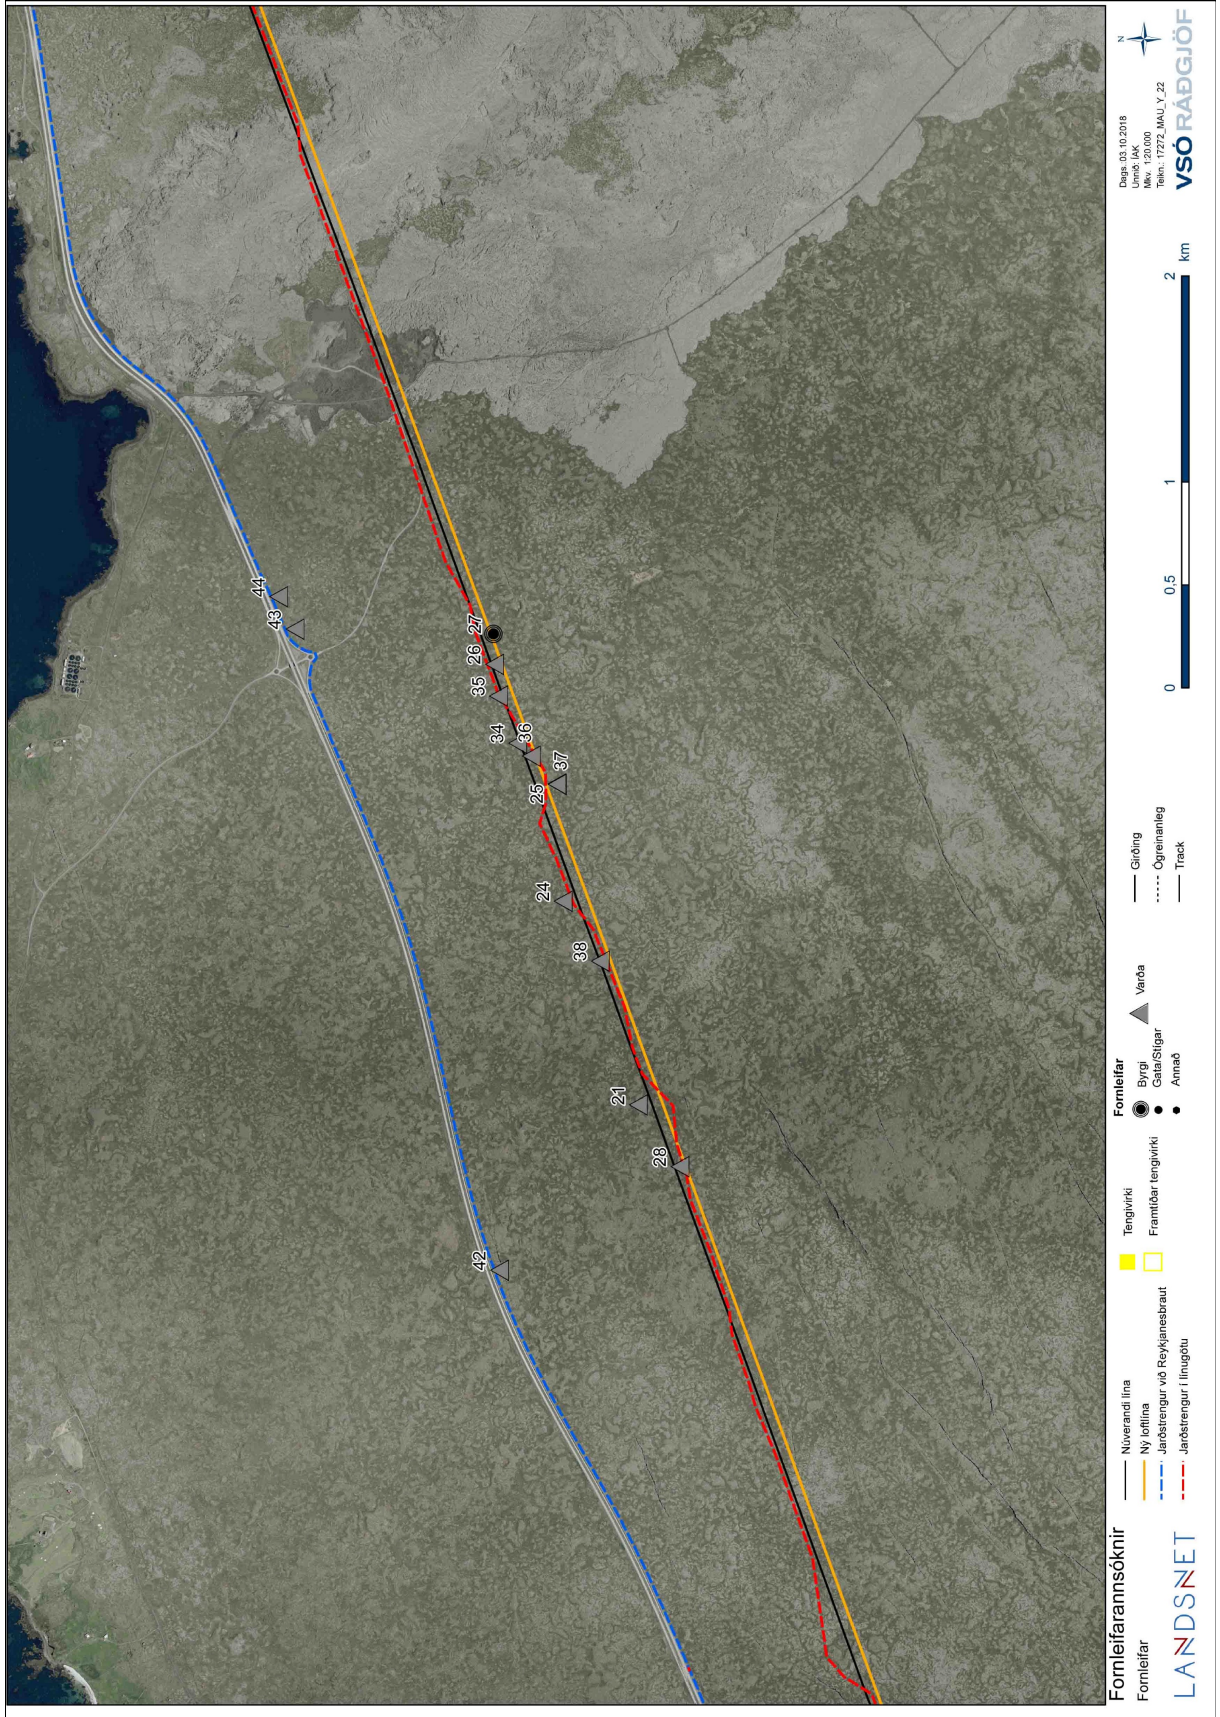 44
43
27
26
35
34
36
37
25
24
38
21
28
42
Fornleifarannsóknir
Fornleifar
LANDSNET
Núverandi lína
Ný loftlína
Jarðstrengur við Reykjanesbraut
Jarðstrengur í línugötu
Tengivirki
Framtíðar tengivirki
Fornleifar
Byrgi
Gata/Stígar
Annað
Varða
Girðing
Ógreinanleg
Track
0 0,5 1 2 km
N
Dags.:03.10.2018
Unnið: ÍAK
Mkv. 1:20.000
Teikn.: 17272_MAU_Y_22
VSÓ RÁÐGJÖF